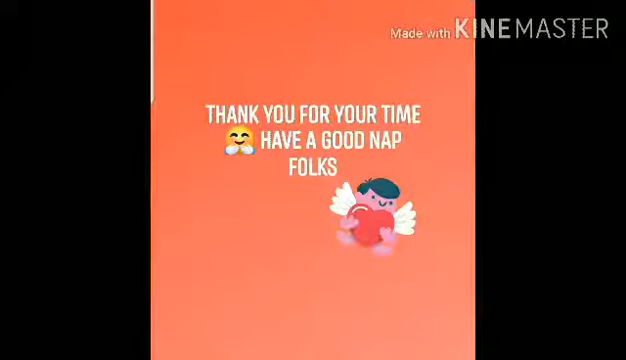 Made with KINEMASTER
THANK YOU FOR YOUR TIME
🤗 HAVE A GOOD NAP
FOLKS